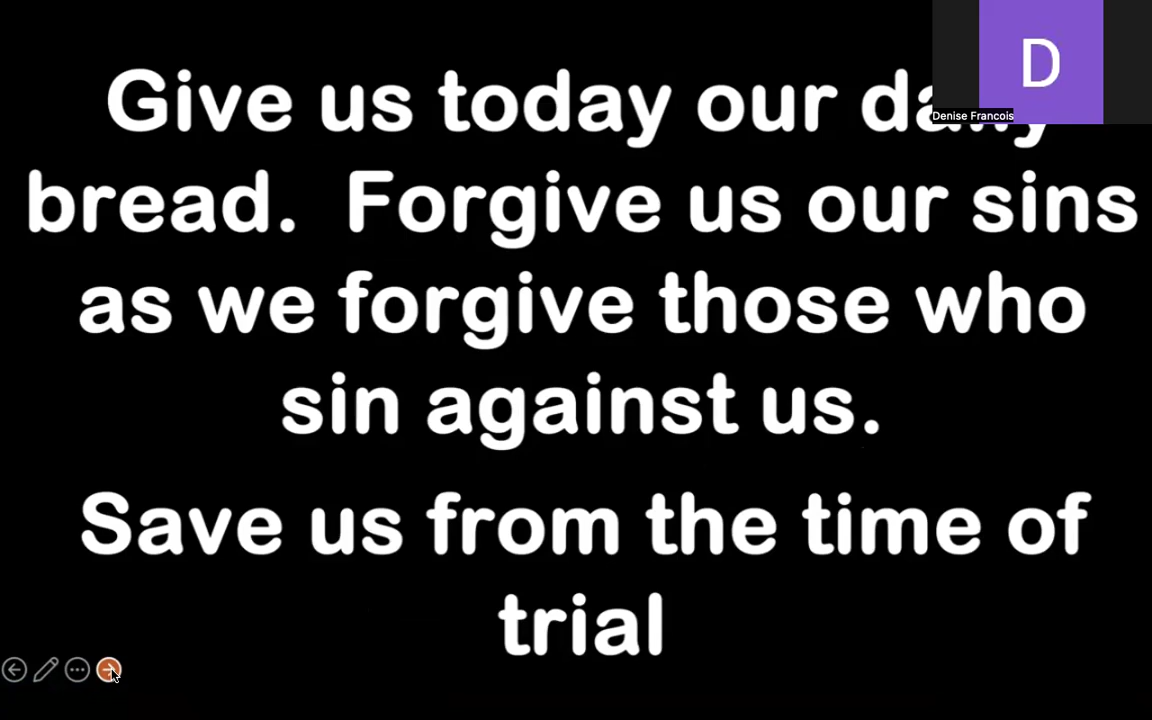 Give us today our daily
bread. Forgive us our sins
as we forgive those who
sin against us.
Save us from the time of
trial
D
Denise Francois